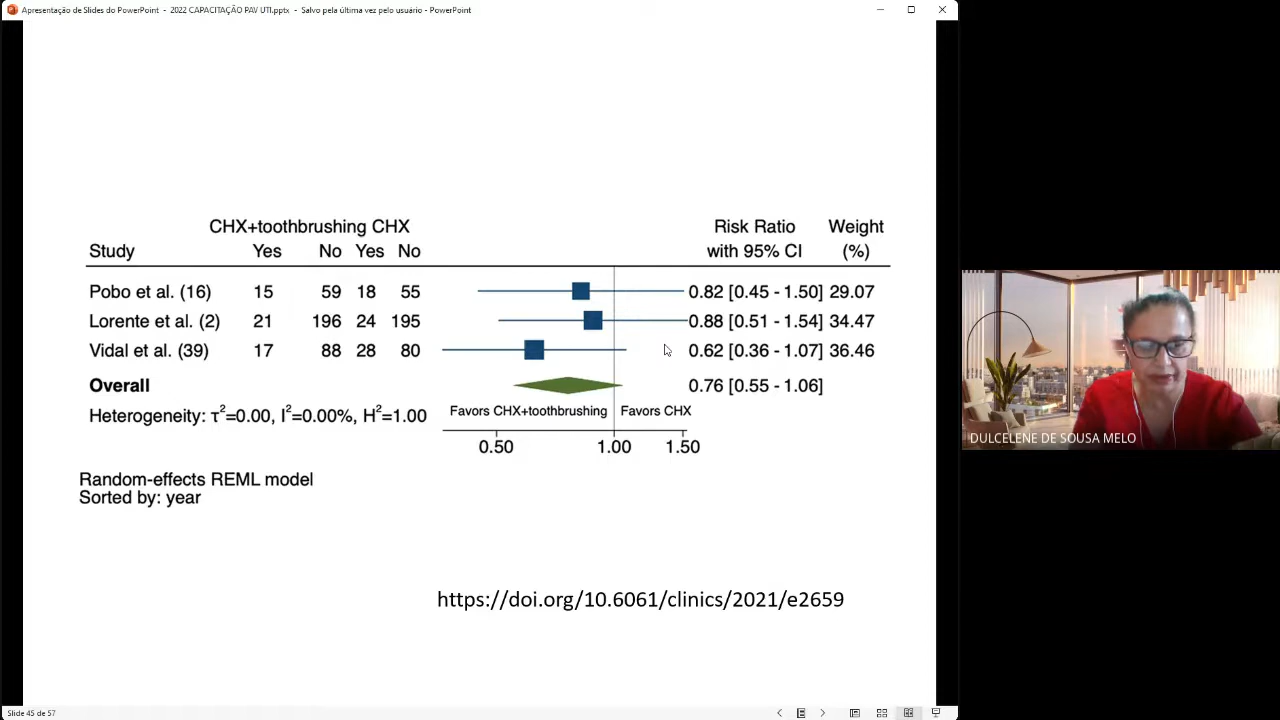 Apresentação de Slides do PowerPoint - 2022 CAPACITAÇÃO PAV UTI.pptx - Salvo pela última vez pelo usuário - PowerPoint
CHX+toothbrushing CHX Risk Ratio Weight
Study Yes No Yes No with 95% CI (%)
Pobo et al. (16) 15 59 18 55 0.82 [0.45 - 1.50] 29.07
Lorente et al. (2) 21 196 24 195 0.88 [0.51 - 1.54] 34.47
Vidal et al. (39) 17 88 28 80 0.62 [0.36 - 1.07] 36.46
Overall 0.76 [0.55 - 1.06]
Heterogeneity: τ²=0.00, I²=0.00%, H²=1.00 Favors CHX+toothbrushing Favors CHX
0.50 1.00 1.50
Random-effects REML model
Sorted by: year
https://doi.org/10.6061/clinics/2021/e2659
DULCELENE DE SOUSA MELO
Slide 45 de 57